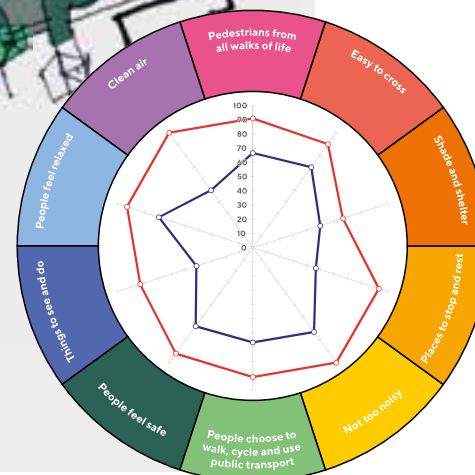 Pedestrians from
all walks of life
Easy to cross
Shade and shelter
Places to stop and rest
Not too noisy
People choose to
walk, cycle and use
public transport
People feel safe
Things to see and do
People feel relaxed
Clean air
100
90
80
70
60
50
40
30
20
10
0